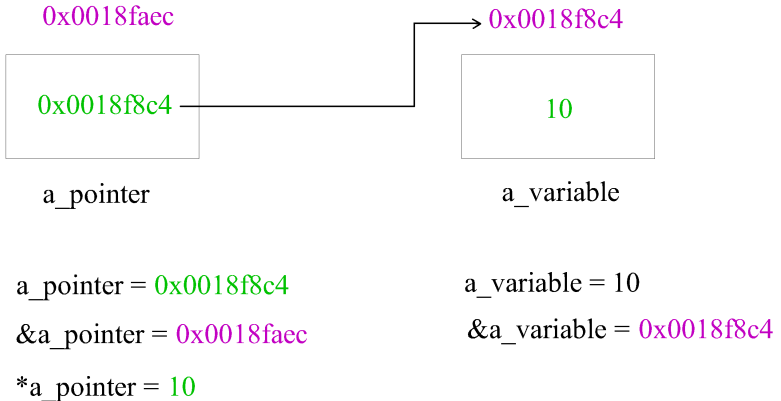 0x0018faec
0x0018f8c4
0x0018f8c4
10
a_pointer
a_variable
a_pointer = 0x0018f8c4
&a_pointer = 0x0018faec
*a_pointer = 10
a_variable = 10
&a_variable = 0x0018f8c4